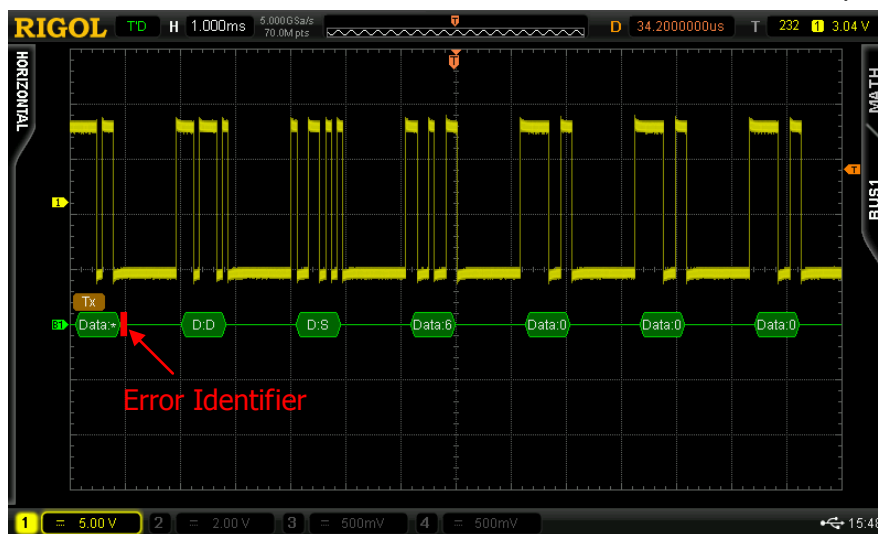 RIGOL T'D H 1.000ms 5.000GSa/s 70.0M pts D 34.2000000us T 232 1 3.04 V
HORIZONTAL
MATH
BUS1
T
T
T
1
Tx
B1 Data:* D:D D:S Data:6 Data:0 Data:0 Data:0
Error Identifier
1 = 5.00 V 2 = 2.00 V 3 = 500mV 4 = 500mV 15:48